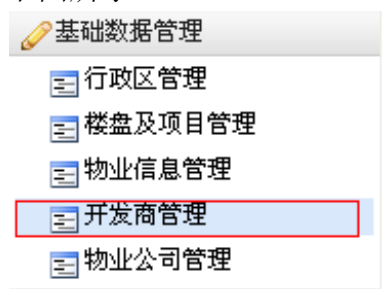 基础数据管理
行政区管理
楼盘及项目管理
物业信息管理
开发商管理
物业公司管理